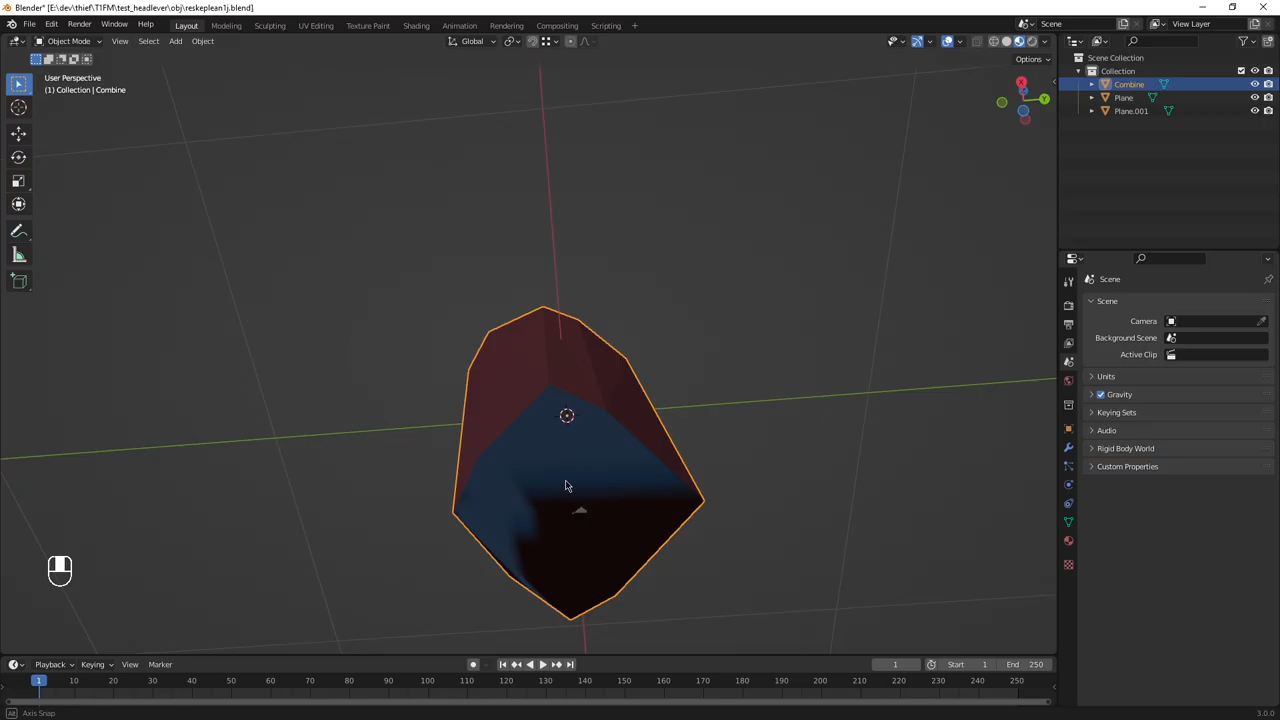 Blender* [E:\dev\thief\T1FM\test_headlever\obj\reskeplean1j.blend]
File Edit Render Window Help Layout Modeling Sculpting UV Editing Texture Paint Shading Animation Rendering Compositing Scripting + Scene View Layer
Object Mode View Select Add Object Global
Options
User Perspective
(1) Collection | Combine
X
Y
Scene Collection
Collection
Combine
Plane
Plane.001
Scene
Scene
Camera
Background Scene
Active Clip
Units
Gravity
Keying Sets
Audio
Rigid Body World
Custom Properties
Playback Keying View Marker 1 Start 1 End 250
1 10 20 30 40 50 60 70 80 90 100 110 120 130 140 150 160 170 180 190 200 210 220 230 240 250
Alt Axis Snap 3.0.0